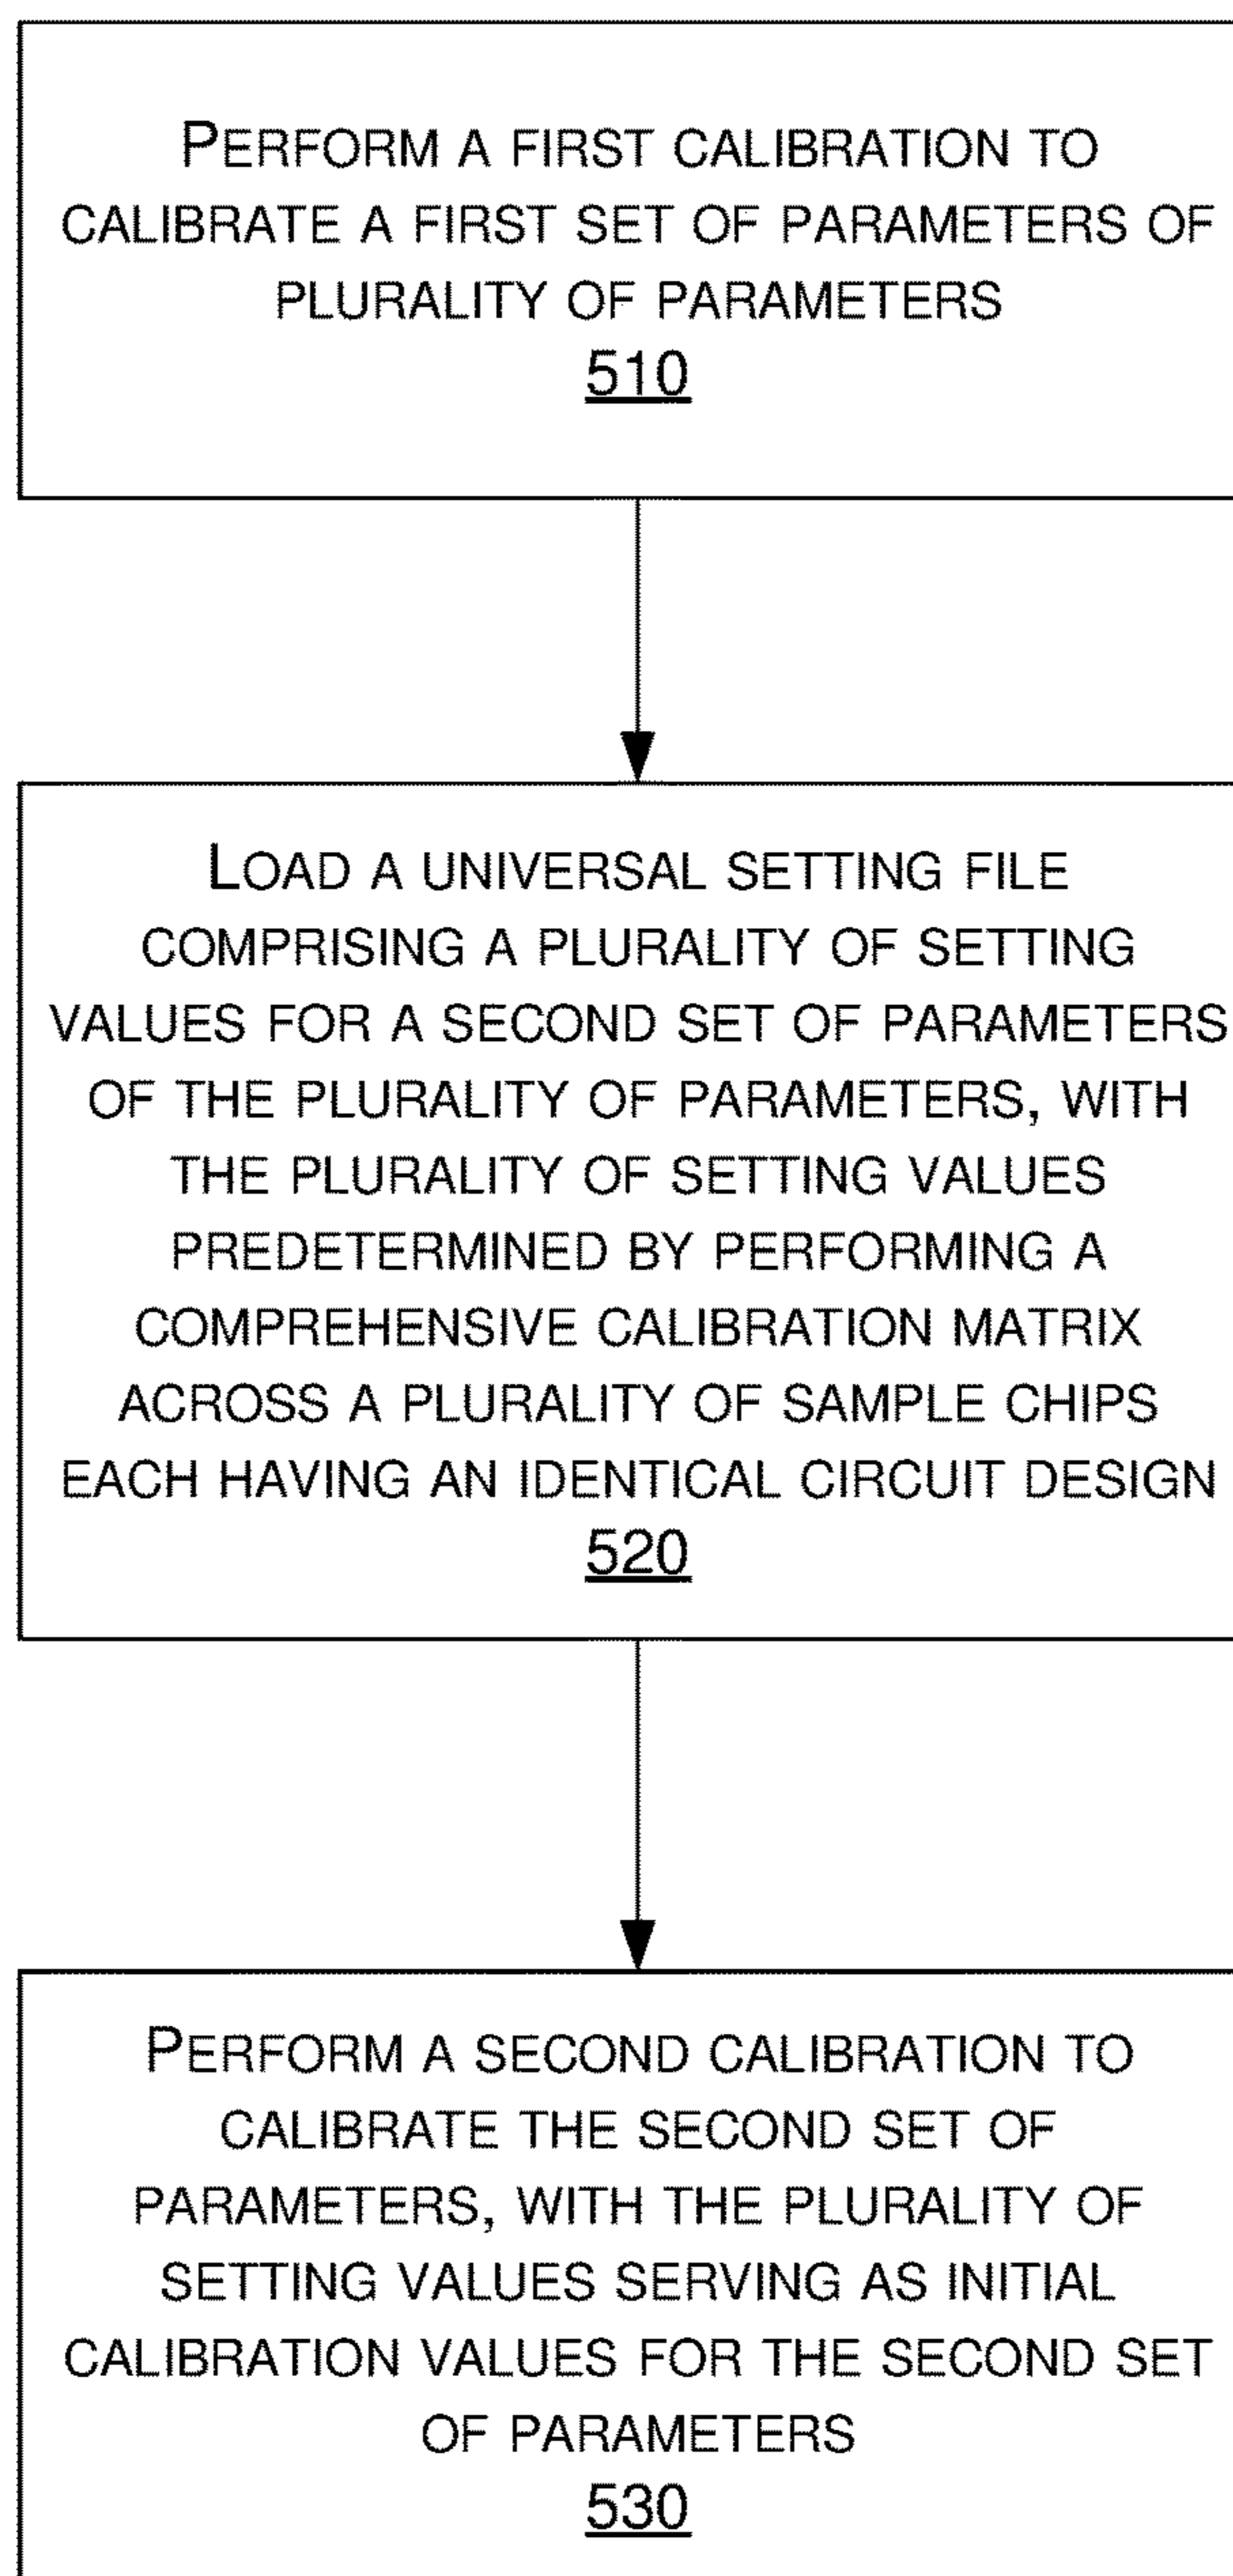 PERFORM A FIRST CALIBRATION TO
CALIBRATE A FIRST SET OF PARAMETERS OF
PLURALITY OF PARAMETERS
510
LOAD A UNIVERSAL SETTING FILE
COMPRISING A PLURALITY OF SETTING
VALUES FOR A SECOND SET OF PARAMETERS
OF THE PLURALITY OF PARAMETERS, WITH
THE PLURALITY OF SETTING VALUES
PREDETERMINED BY PERFORMING A
COMPREHENSIVE CALIBRATION MATRIX
ACROSS A PLURALITY OF SAMPLE CHIPS
EACH HAVING AN IDENTICAL CIRCUIT DESIGN
520
PERFORM A SECOND CALIBRATION TO
CALIBRATE THE SECOND SET OF
PARAMETERS, WITH THE PLURALITY OF
SETTING VALUES SERVING AS INITIAL
CALIBRATION VALUES FOR THE SECOND SET
OF PARAMETERS
530